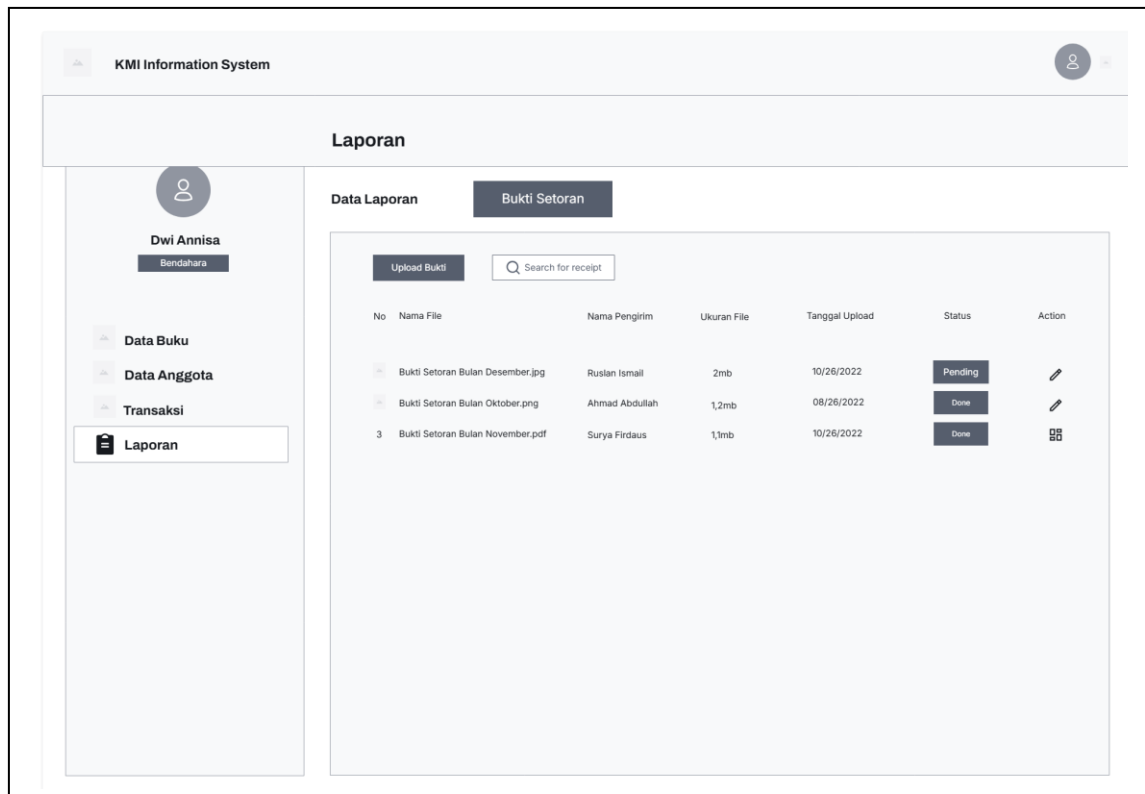 KMI Information System
Laporan
Dwi Annisa
Bendahara
Data Buku
Data Anggota
Transaksi
Laporan
Data Laporan Bukti Setoran
Upload Bukti Search for receipt
No Nama File Nama Pengirim Ukuran File Tanggal Upload Status Action
Bukti Setoran Bulan Desember.jpg Ruslan Ismail 2mb 10/26/2022 Pending
Bukti Setoran Bulan Oktober.png Ahmad Abdullah 1,2mb 08/26/2022 Done
3 Bukti Setoran Bulan November.pdf Surya Firdaus 1,1mb 10/26/2022 Done